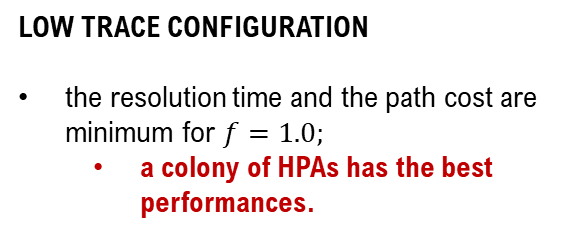 LOW TRACE CONFIGURATION
• the resolution time and the path cost are
minimum for f = 1.0;
• a colony of HPAs has the best
performances.